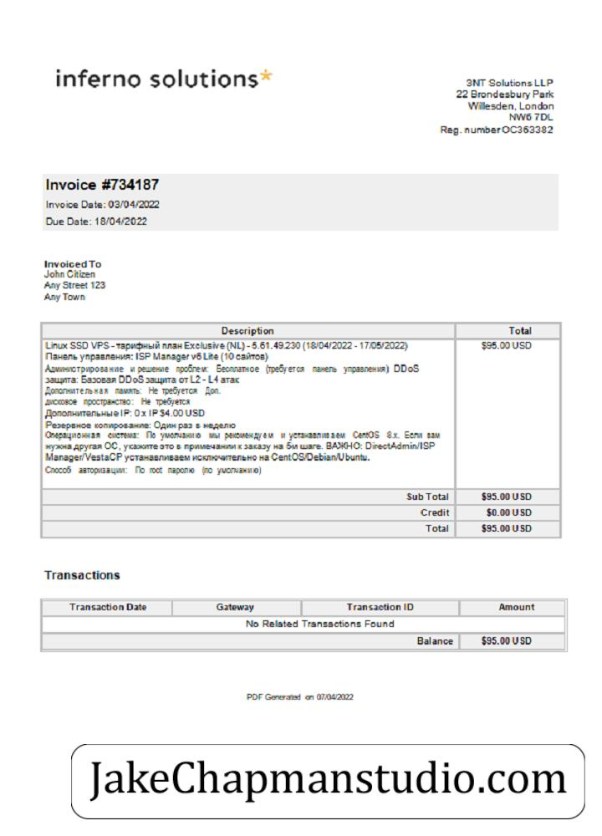 inferno solutions*
3NT Solutions LLP
22 Brondesbury Park
Willesden, London
NW6 7DL
Reg. number OC363382
Invoice #734187
Invoice Date: 03/04/2022
Due Date: 18/04/2022
Invoiced To
John Citizen
Any Street 123
Any Town
Description Total
Linux SSD VPS - тарифный план Exclusive (NL) - 5.61.49.230 (18/04/2022 - 17/05/2022) $95.00 USD
Панель управления: ISP Manager v6 Lite (10 сайтов)
Администрирование и решение проблем: Бесплатное (требуется панель управления) DDoS
защита: Базовая DDoS защита от L2 - L4 атак
Дополнительная память: Не требуется Доп.
дисковое пространство: Не требуется
Дополнительные IP: 0 x IP $4.00 USD
Резервное копирование: Один раз в неделю
Операционная система: По умолчанию мы рекомендуем и устанавливаем CentOS 8.x. Если вам
нужна другая ОС, укажите это в примечании к заказу на 5м шаге. ВАЖНО: DirectAdmin/ISP
Manager/VestaCP устанавливаем исключительно на CentOS/Debian/Ubuntu.
Способ авторизации: По root паролю (по умолчанию)
Sub Total $95.00 USD
Credit $0.00 USD
Total $95.00 USD
Transactions
Transaction Date Gateway Transaction ID Amount
No Related Transactions Found
Balance $95.00 USD
PDF Generated on 07/04/2022
JakeChapmanstudio.com